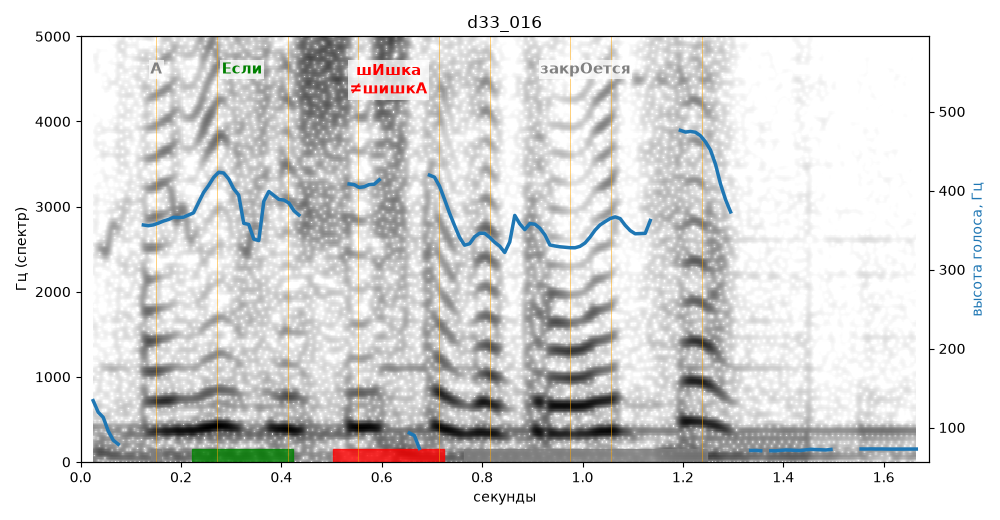 d33_016
5000
4000
3000
2000
1000
0
Гц (спектр)
А
Если
шИшка
≠шишкА
закрОется
500
400
300
200
100
высота голоса, Гц
0.0 0.2 0.4 0.6 0.8 1.0 1.2 1.4 1.6
секунды